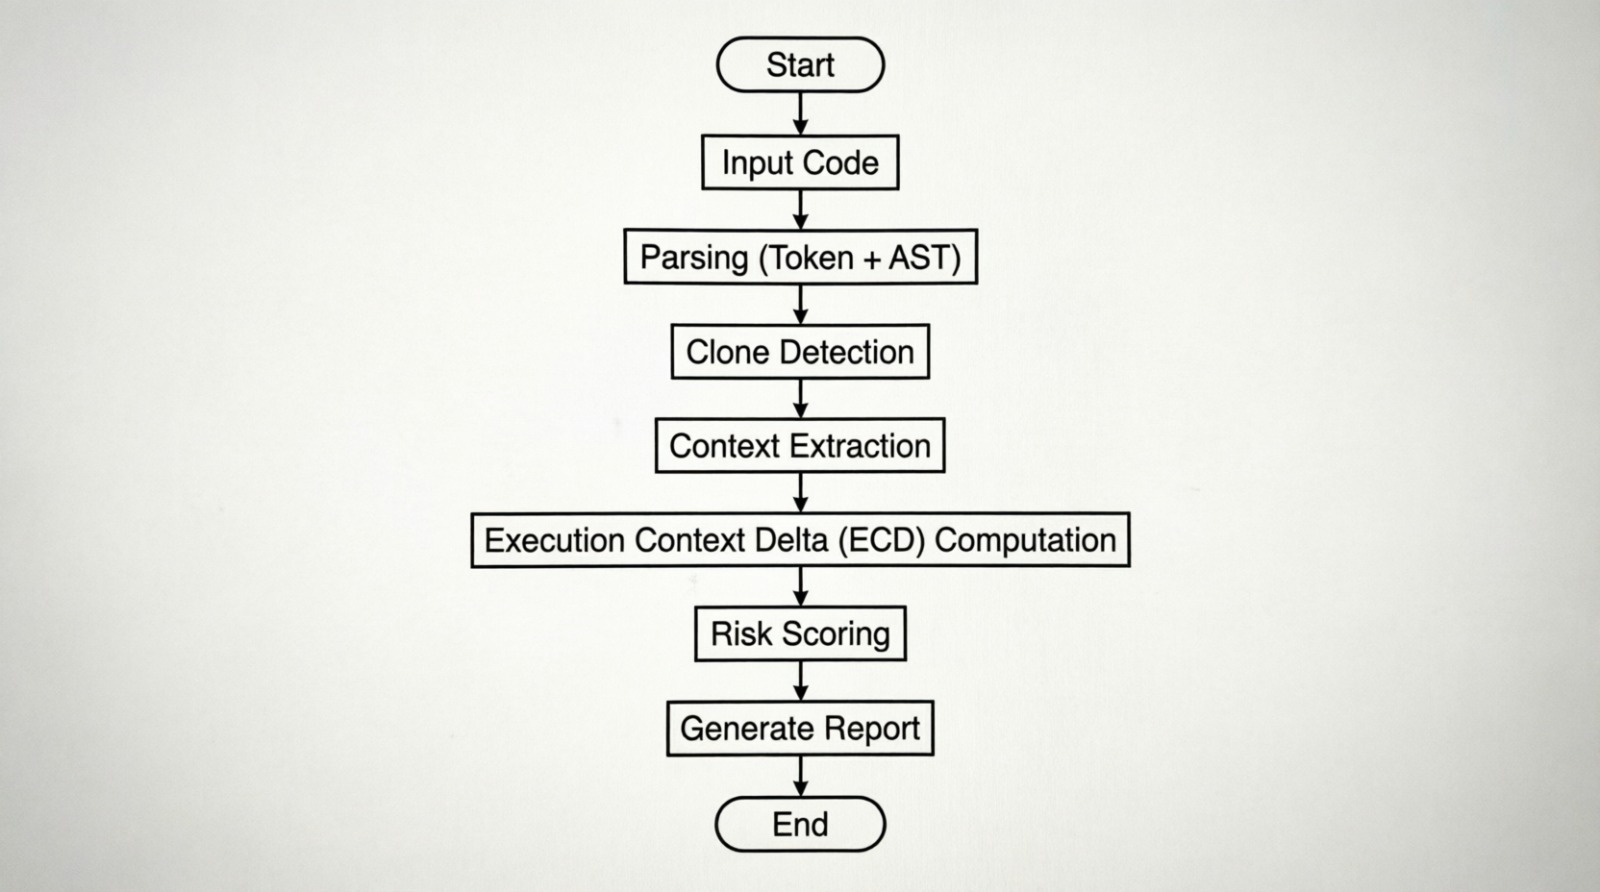 Start
Input Code
Parsing (Token + AST)
Clone Detection
Context Extraction
Execution Context Delta (ECD) Computation
Risk Scoring
Generate Report
End